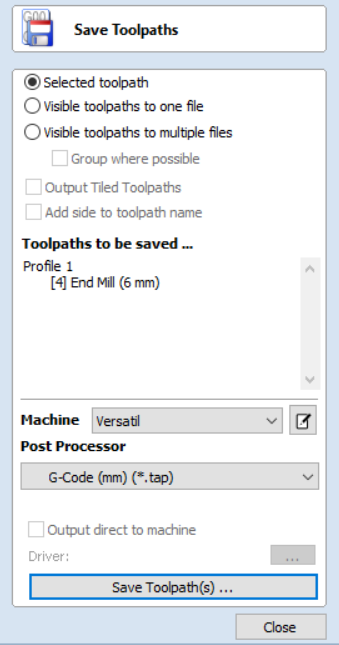 Save Toolpaths
Selected toolpath
Visible toolpaths to one file
Visible toolpaths to multiple files
Group where possible
Output Tiled Toolpaths
Add side to toolpath name
Toolpaths to be saved ...
Profile 1
[4] End Mill (6 mm)
Machine Versatil
Post Processor
G-Code (mm) (*.tap)
Output direct to machine
Driver: ...
Save Toolpath(s) ...
Close